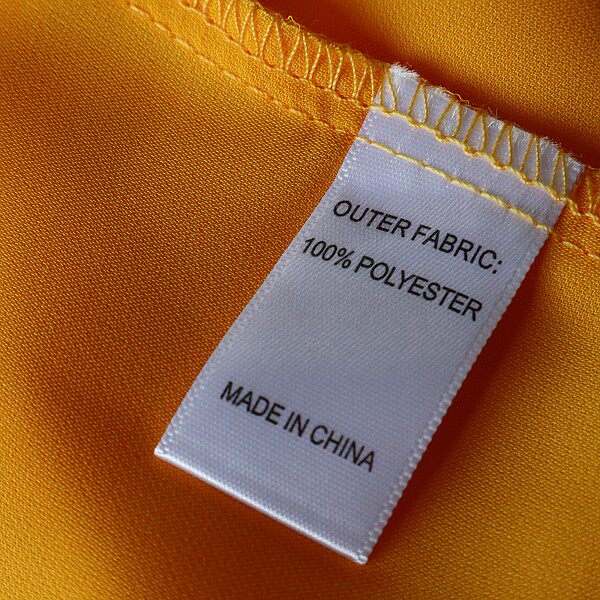 OUTER FABRIC:
100% POLYESTER
MADE IN CHINA